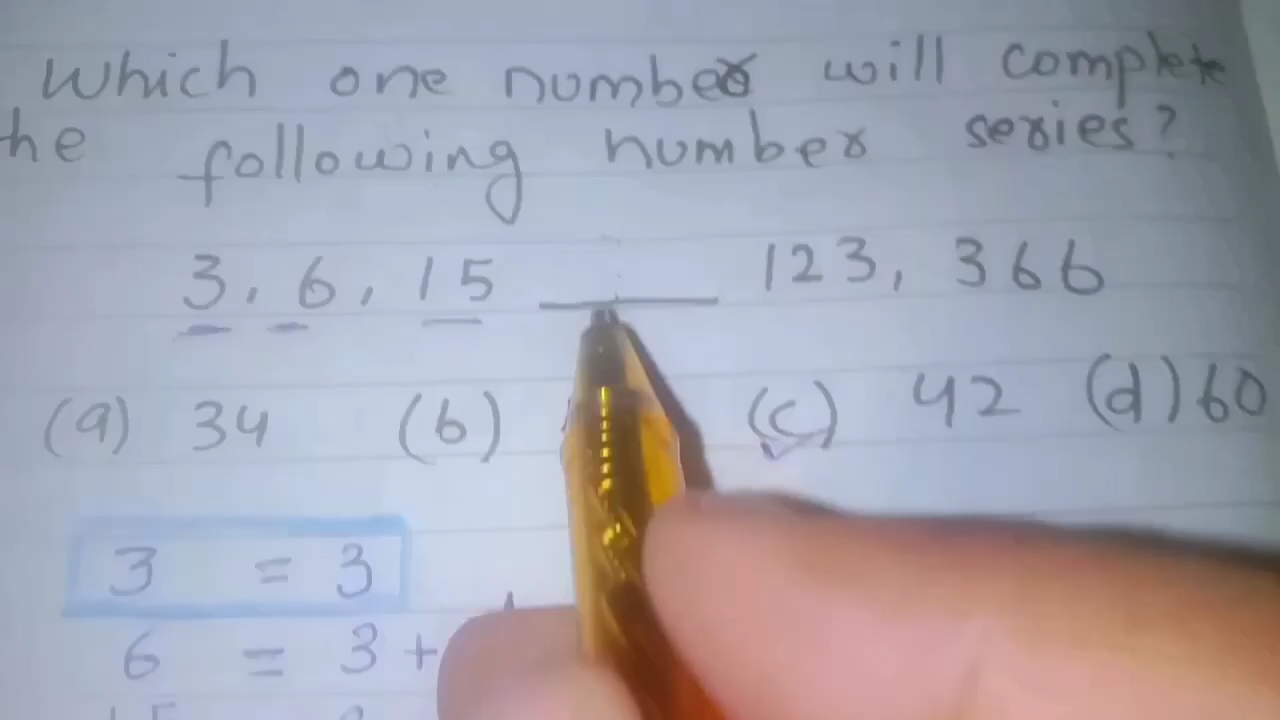 Which one number will complete
he following number series?
3, 6, 15 ___ 123, 366
(a) 34 (b) (c) 42 (d) 60
3 = 3
6 = 3 +